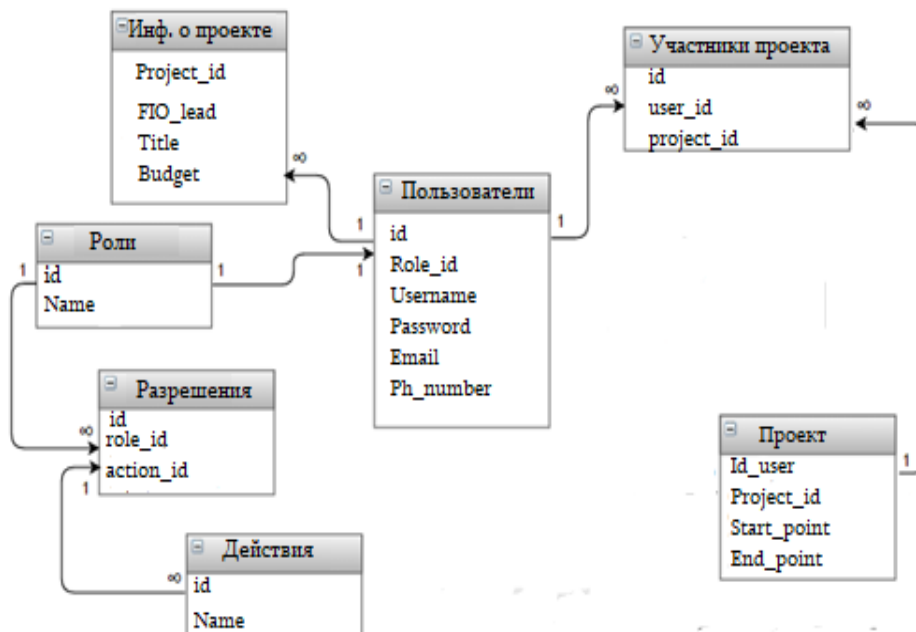 Инф. о проекте
Project_id
FIO_lead
Title
Budget
∞
Участники проекта
id
user_id
project_id
∞
∞
Пользователи
id
Role_id
Username
Password
Email
Ph_number
1
1
1
Роли
id
Name
1
1
Разрешения
id
role_id
action_id
∞
1
Действия
id
Name
∞
Проект
Id_user
Project_id
Start_point
End_point
1